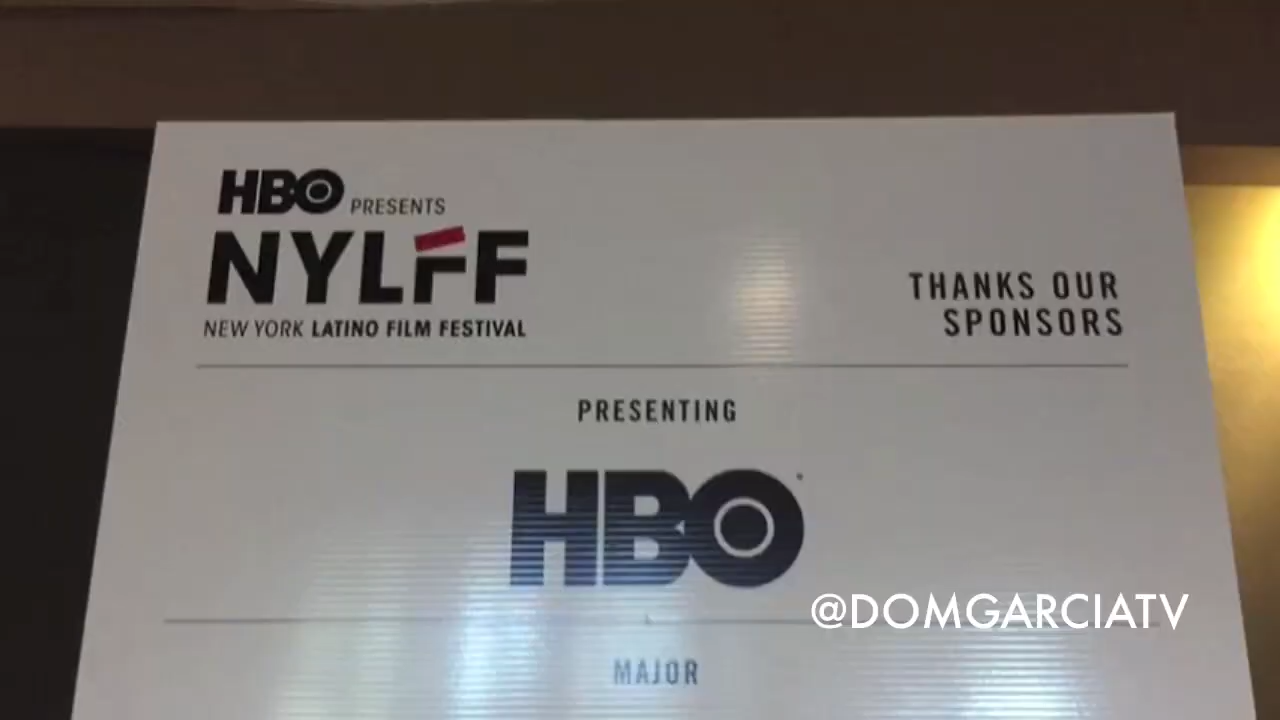 HBO PRESENTS
NYLFF
NEW YORK LATINO FILM FESTIVAL
THANKS OUR
SPONSORS
PRESENTING
HBO
@DOMGARCIATV
MAJOR